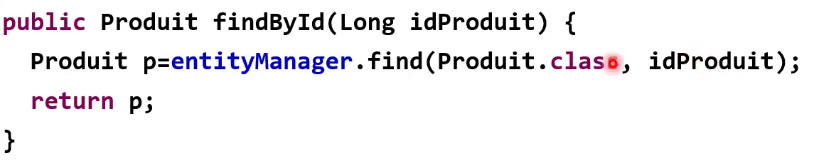 public Produit findById(Long idProduit) {
Produit p=entityManager.find(Produit.class, idProduit);
return p;
}